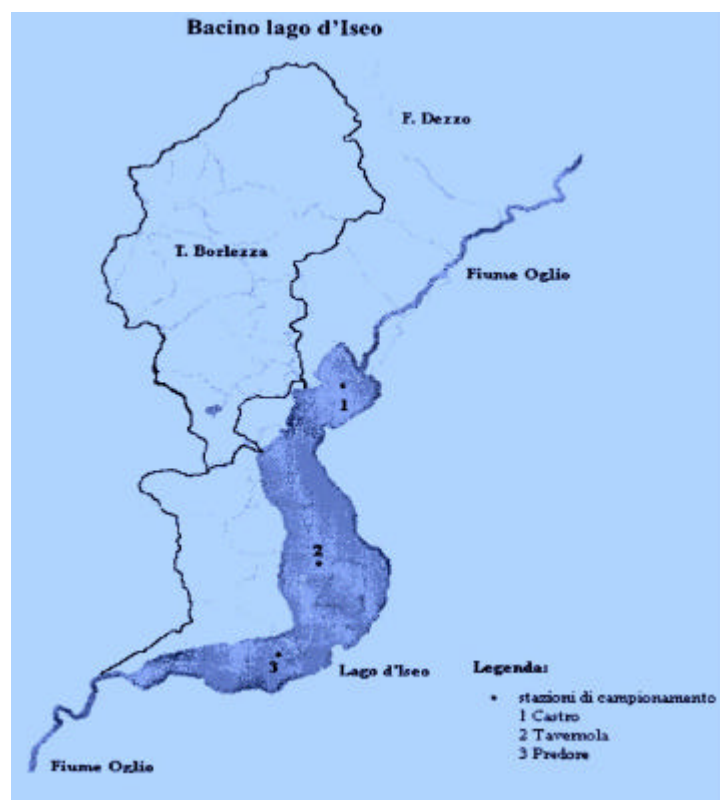 Bacino lago d'Iseo
F. Dezzo
T. Borlezza
Fiume Oglio
1
2
3
Lago d'Iseo
Fiume Oglio
Legenda:
• stazioni di campionamento
1 Castro
2 Tavernola
3 Predore